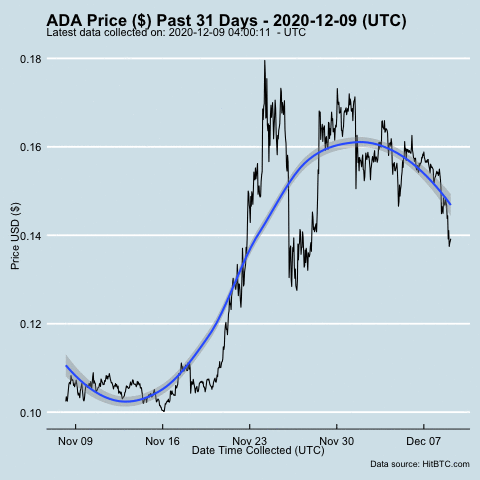 ADA Price ($) Past 31 Days - 2020-12-09 (UTC)
Latest data collected on: 2020-12-09 04:00:11 - UTC
0.18
0.16
0.14
0.12
0.10
Price USD ($)
Nov 09 Nov 16 Nov 23 Nov 30 Dec 07
Date Time Collected (UTC)
Data source: HitBTC.com